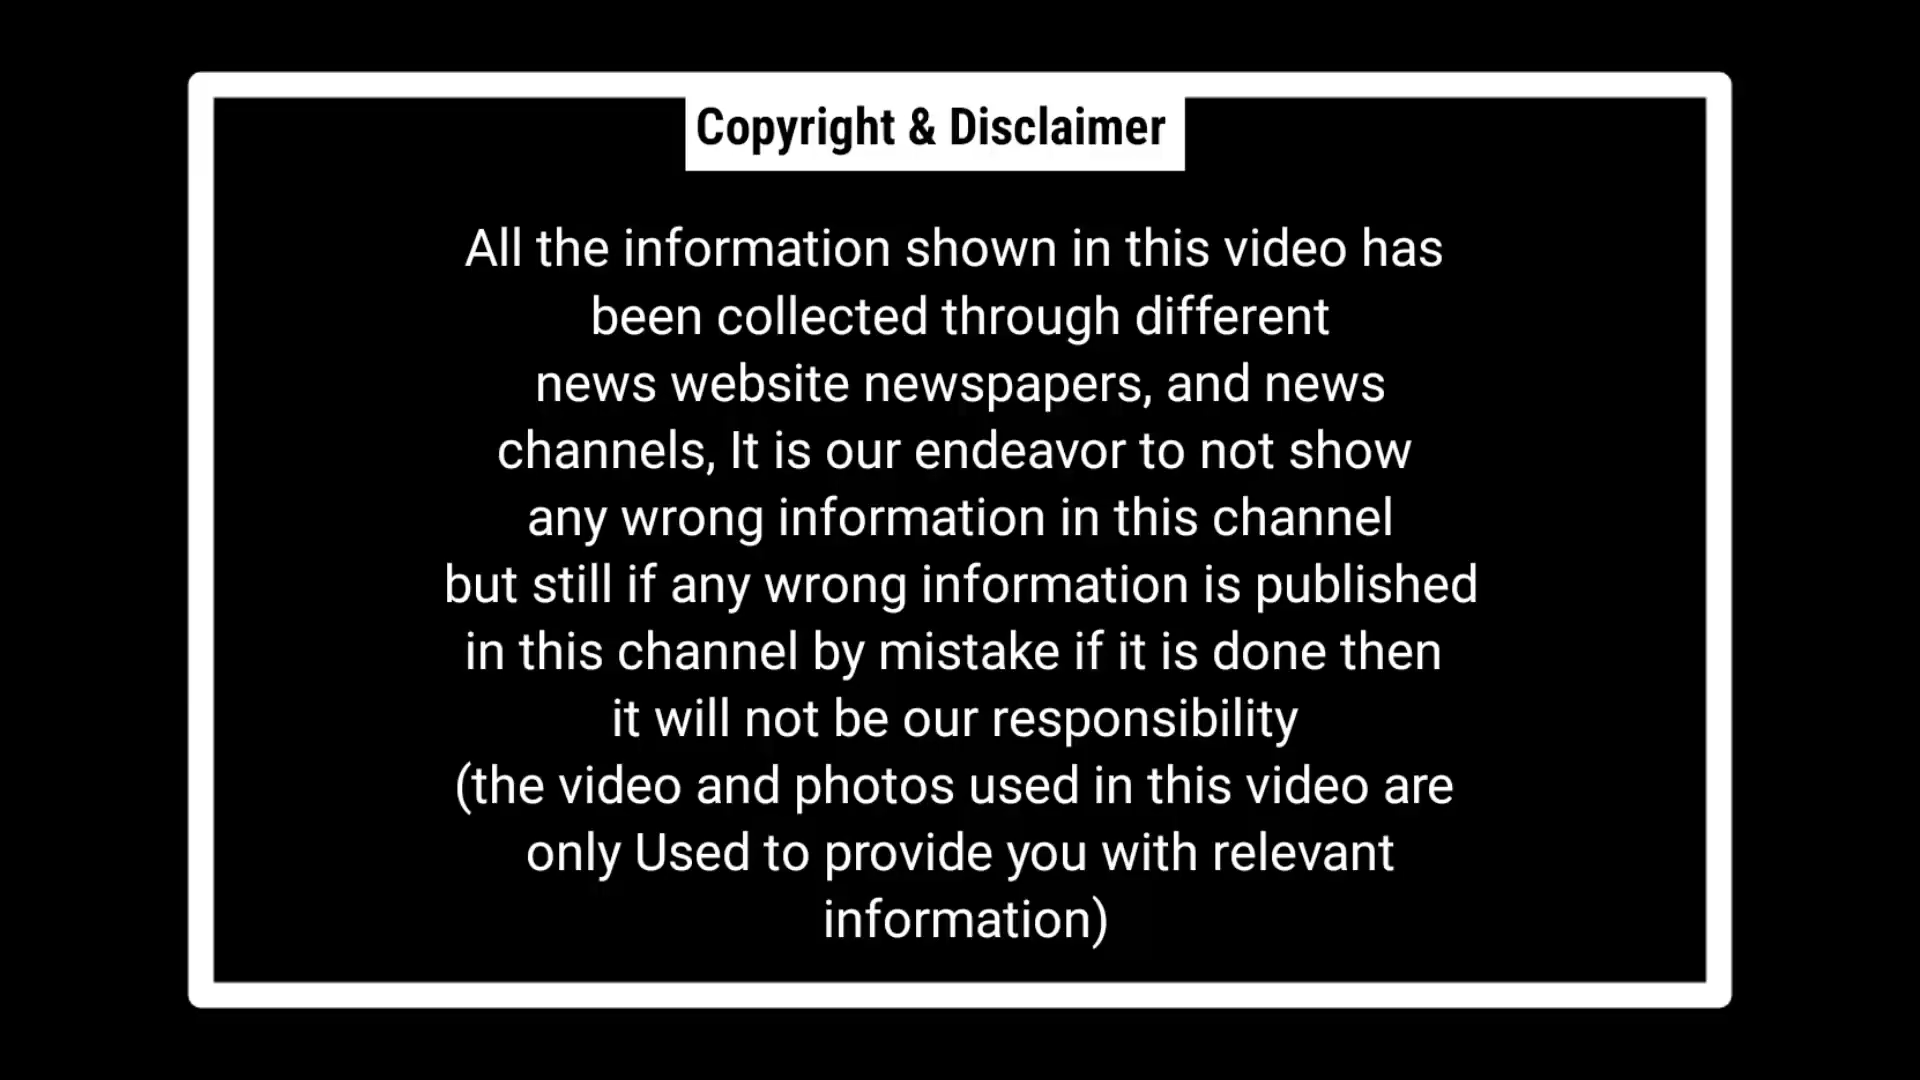 Copyright & Disclaimer
All the information shown in this video has
been collected through different
news website newspapers, and news
channels, It is our endeavor to not show
any wrong information in this channel
but still if any wrong information is published
in this channel by mistake if it is done then
it will not be our responsibility
(the video and photos used in this video are
only Used to provide you with relevant
information)